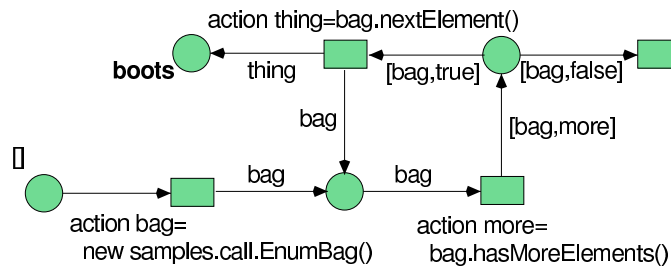 action thing=bag.nextElement()
boots
thing
[bag,true]
[bag,false]
bag
[bag,more]
[]
bag
bag
action bag=
new samples.call.EnumBag()
action more=
bag.hasMoreElements()